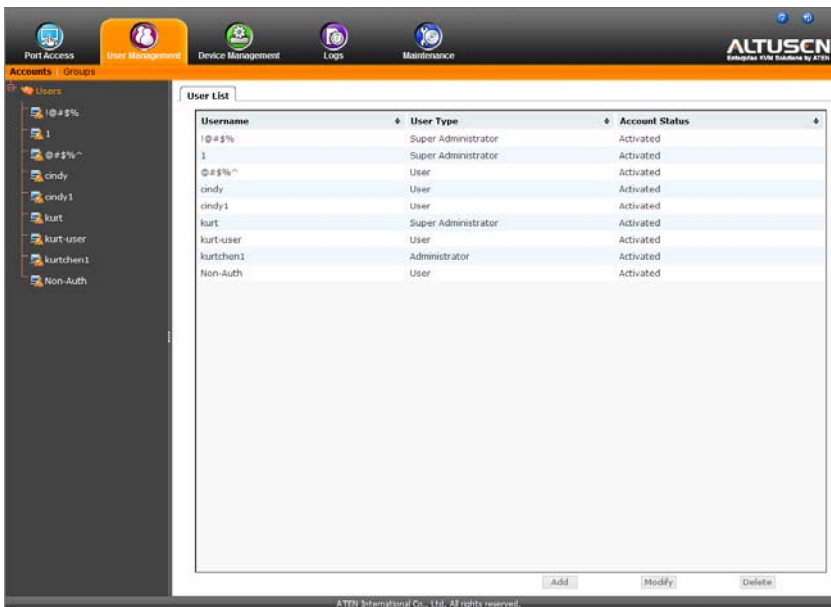 Port Access
User Management
Device Management
Logs
Maintenance
ALTUSEN
Enterprise KVM Solutions by ATEN
Accounts Groups
Users
!@#$%
1
@#$%^
cindy
cindy1
kurt
kurt-user
kurtchen1
Non-Auth
User List
Username User Type Account Status
!@#$% Super Administrator Activated
1 Super Administrator Activated
@#$%^ User Activated
cindy User Activated
cindy1 User Activated
kurt Super Administrator Activated
kurt-user User Activated
kurtchen1 Administrator Activated
Non-Auth User Activated
Add Modify Delete
ATEN International Co., Ltd. All rights reserved.